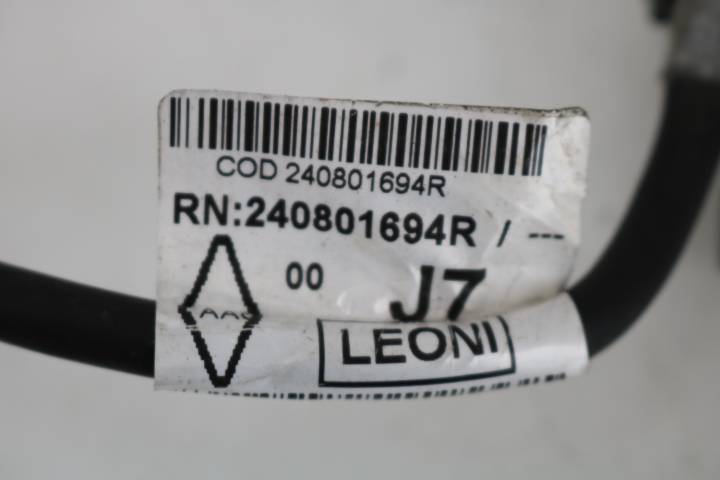 COD 240801694R
RN:240801694R / ---
00 J7
LEONI